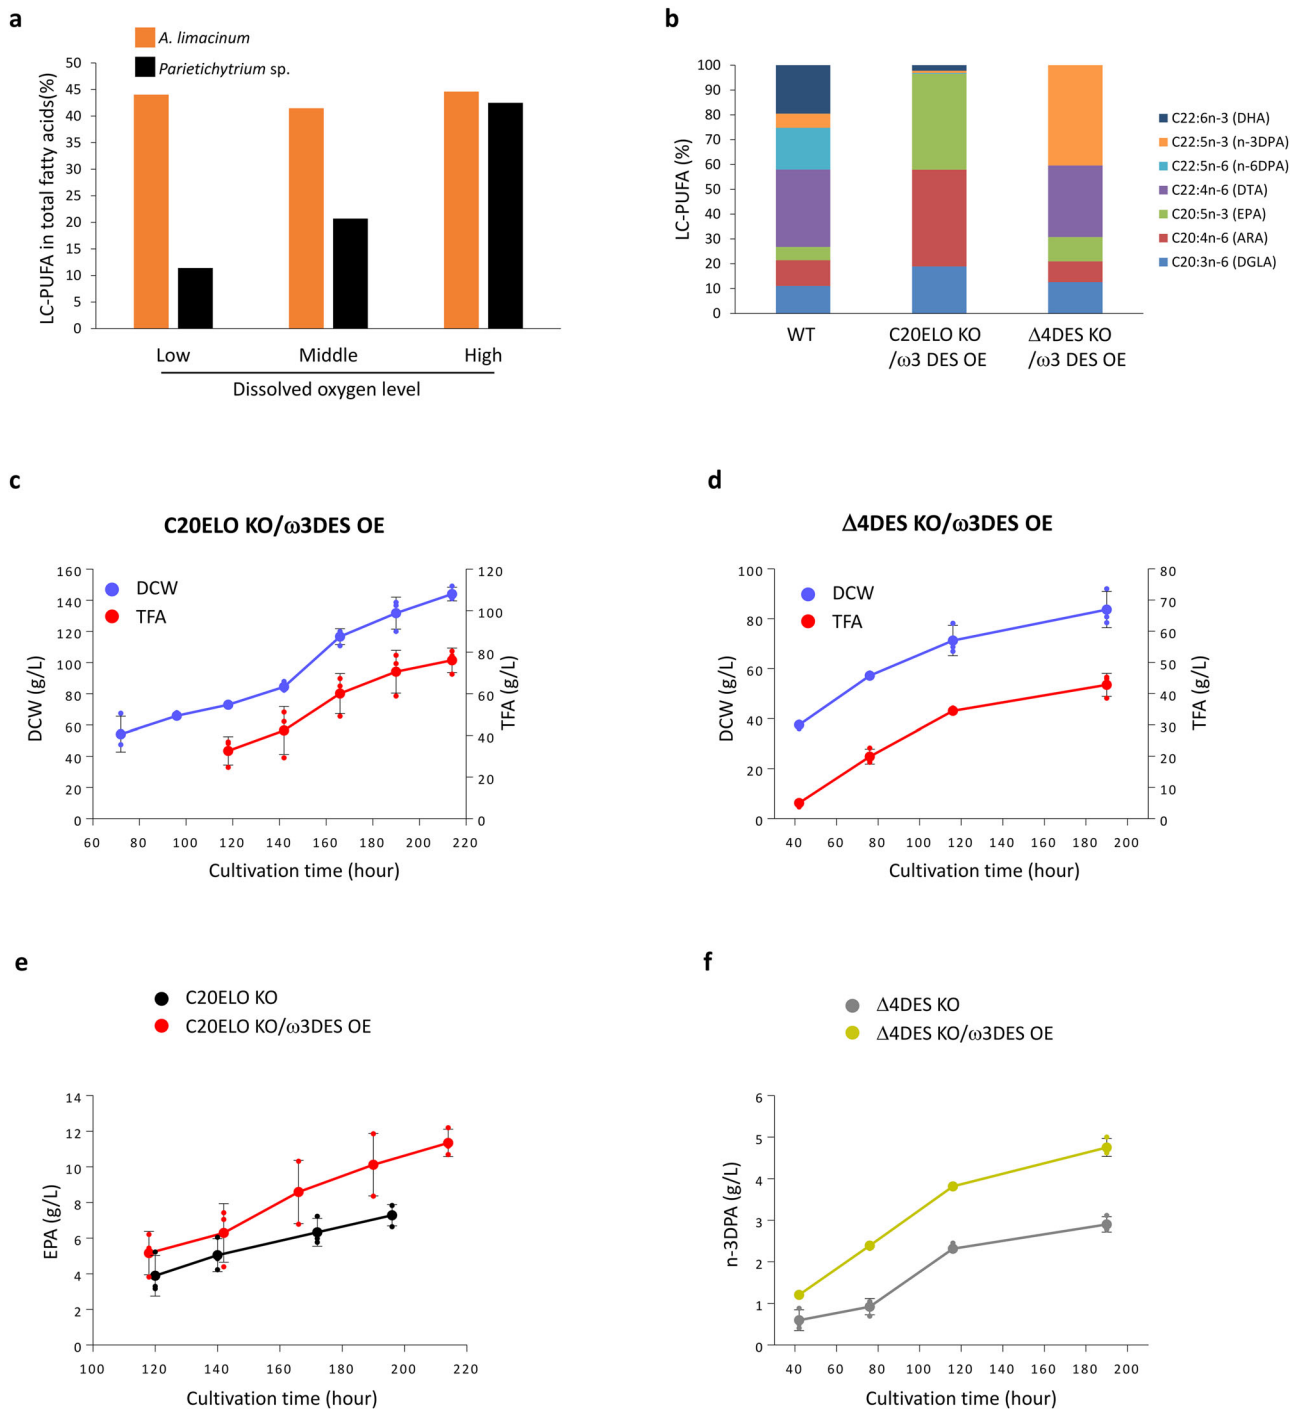 a
A. limacinum
Parietichytrium sp.
LC-PUFA in total fatty acids(%)
50
45
40
35
30
25
20
15
10
5
0
Low Middle High
Dissolved oxygen level
b
LC-PUFA (%)
100
90
80
70
60
50
40
30
20
10
0
WT
C20ELO KO
/ω3 DES OE
Δ4DES KO
/ω3 DES OE
C22:6n-3 (DHA)
C22:5n-3 (n-3DPA)
C22:5n-6 (n-6DPA)
C22:4n-6 (DTA)
C20:5n-3 (EPA)
C20:4n-6 (ARA)
C20:3n-6 (DGLA)
c
C20ELO KO/ω3DES OE
DCW
TFA
DCW (g/L)
160
140
120
100
80
60
40
20
0
TFA (g/L)
120
100
80
60
40
20
0
60 80 100 120 140 160 180 200 220
Cultivation time (hour)
d
Δ4DES KO/ω3DES OE
DCW
TFA
DCW (g/L)
100
80
60
40
20
0
TFA (g/L)
80
70
60
50
40
30
20
10
0
40 60 80 100 120 140 160 180 200
Cultivation time (hour)
e
C20ELO KO
C20ELO KO/ω3DES OE
EPA (g/L)
14
12
10
8
6
4
2
0
100 120 140 160 180 200 220
Cultivation time (hour)
f
Δ4DES KO
Δ4DES KO/ω3DES OE
n-3DPA (g/L)
6
5
4
3
2
1
0
40 60 80 100 120 140 160 180 200
Cultivation time (hour)